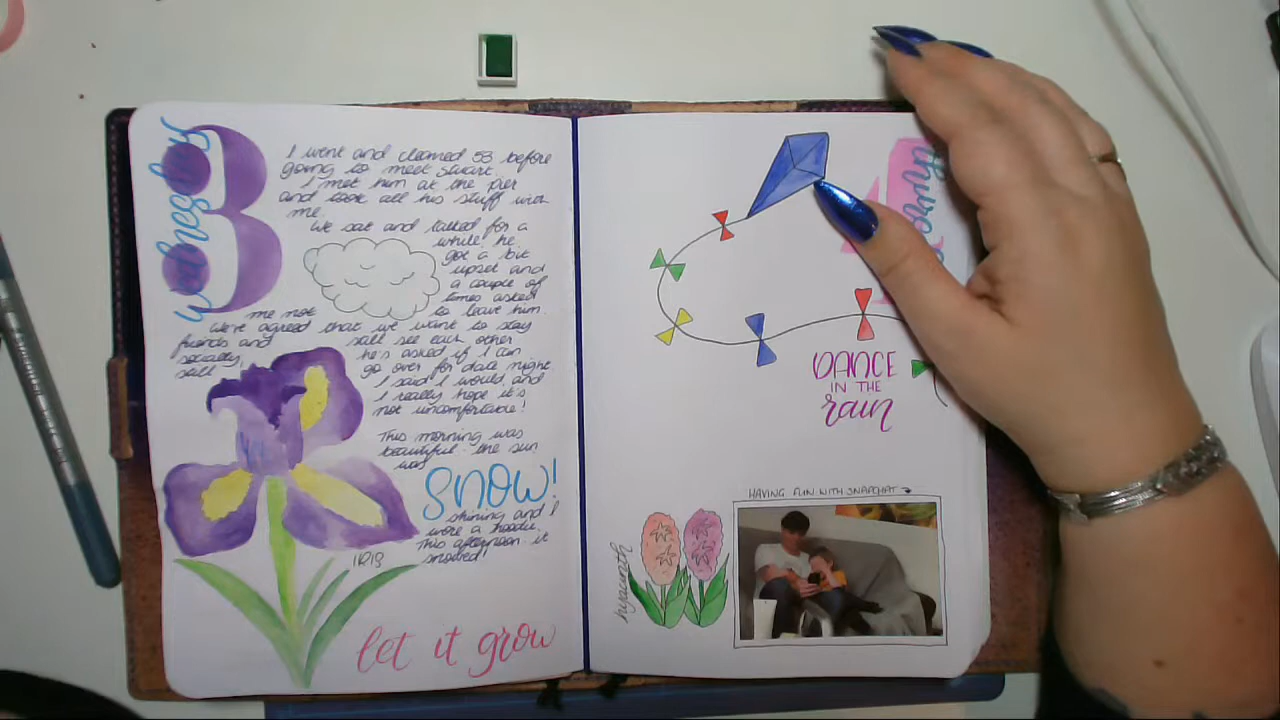 wednesday
3
I went and cleaned 53 before
going to meet Stuart.
I met him at the pier
and took all his stuff with
me.
We sat and talked for a
while. he
got a bit
upset and
a couple of
times asked
me not to leave him.
We've agreed that we want to stay
friends and still see each other
socially, he's asked if I can
still go over for date night
I said I would and
I really hope it's
not uncomfortable!
This morning was
beautiful. the sun
was
SNOW!
shining and I
wore a hoodie.
This afternoon it
snowed!
IRIS
let it grow
thurs
DANCE
IN THE
rain
HAVING FUN WITH SNAPCHAT
hyacinth